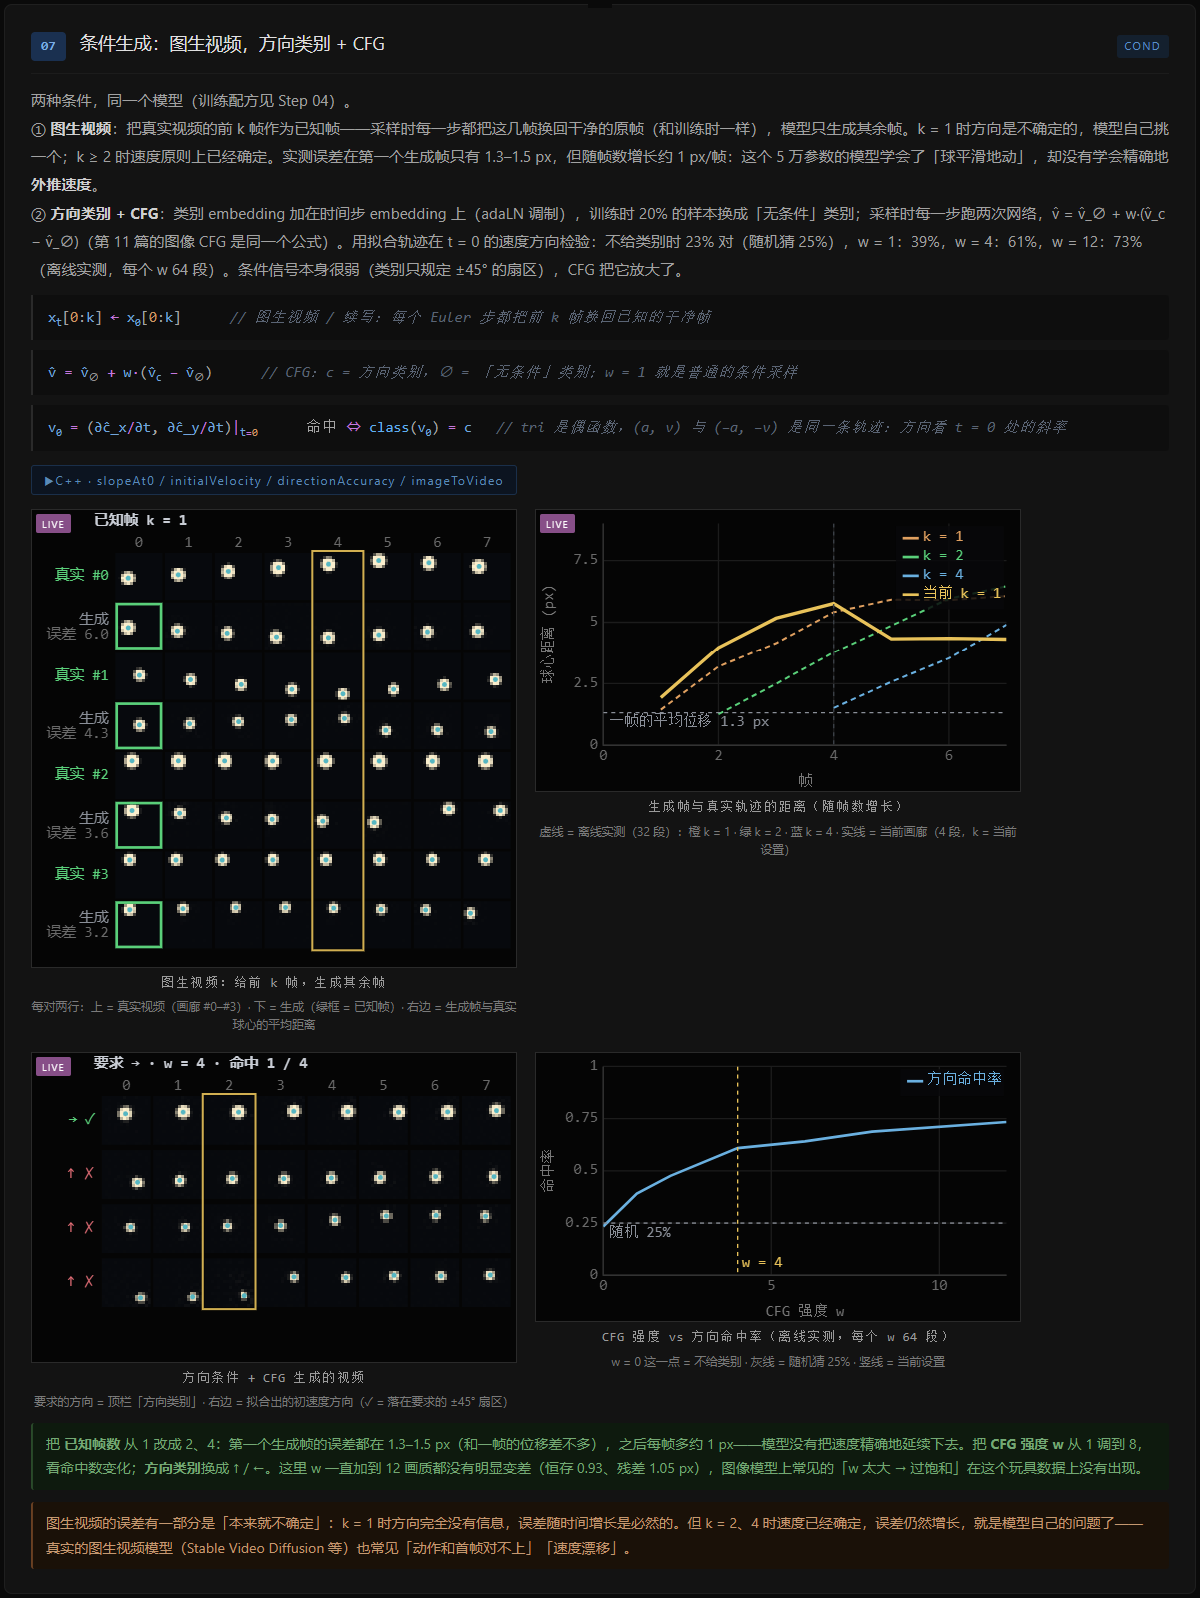 07 条件生成：图生视频，方向类别 + CFG COND
两种条件，同一个模型（训练配方见 Step 04）。
① 图生视频：把真实视频的前 k 帧作为已知帧——采样时每一步都把这几帧换回干净的原帧（和训练时一样），模型只生成其余帧。k = 1 时方向是不确定的，模型自己挑
一个；k ≥ 2 时速度原则上已经确定。实测误差在第一个生成帧只有 1.3–1.5 px，但随帧数增长约 1 px/帧：这个 5 万参数的模型学会了「球平滑地动」，却没有学会精确地
外推速度。
② 方向类别 + CFG：类别 embedding 加在时间步 embedding 上（adaLN 调制），训练时 20% 的样本换成「无条件」类别；采样时每一步跑两次网络，v̂ = v̂_∅ + w·(v̂_c
− v̂_∅)（第 11 篇的图像 CFG 是同一个公式）。用拟合轨迹在 t = 0 的速度方向检验：不给类别时 23% 对（随机猜 25%），w = 1：39%，w = 4：61%，w = 12：73%
（离线实测，每个 w 64 段）。条件信号本身很弱（类别只规定 ±45° 的扇区），CFG 把它放大了。
xₜ[0:k] ← x₀[0:k] // 图生视频 / 续写：每个 Euler 步都把前 k 帧换回已知的干净帧
v̂ = v̂_∅ + w·(v̂_c − v̂_∅) // CFG：c = 方向类别，∅ = 「无条件」类别；w = 1 就是普通的条件采样
v₀ = (∂ĉ_x/∂t, ∂ĉ_y/∂t)|ₜ₌₀ 命中 ⇔ class(v₀) = c // tri 是偶函数，(a, v) 与 (−a, −v) 是同一条轨迹：方向看 t = 0 处的斜率
▶C++ · slopeAt0 / initialVelocity / directionAccuracy / imageToVideo
LIVE 已知帧 k = 1
0 1 2 3 4 5 6 7
真实 #0
生成
误差 6.0
真实 #1
生成
误差 4.3
真实 #2
生成
误差 3.6
真实 #3
生成
误差 3.2
图生视频：给前 k 帧，生成其余帧
每对两行：上 = 真实视频（画廊 #0–#3）· 下 = 生成（绿框 = 已知帧）· 右边 = 生成帧与真实
球心的平均距离
LIVE
k = 1
k = 2
k = 4
当前 k = 1
7.5
5
2.5
0
球心距离 (px)
一帧的平均位移 1.3 px
0 2 4 6
帧
生成帧与真实轨迹的距离（随帧数增长）
虚线 = 离线实测（32 段）：橙 k = 1 · 绿 k = 2 · 蓝 k = 4 · 实线 = 当前画廊（4 段，k = 当前
设置）
LIVE 要求 → · w = 4 · 命中 1 / 4
0 1 2 3 4 5 6 7
→ ✓
↑ ✗
↑ ✗
↑ ✗
方向条件 + CFG 生成的视频
要求的方向 = 顶栏「方向类别」· 右边 = 拟合出的初速度方向（✓ = 落在要求的 ±45° 扇区）
方向命中率
1
0.75
0.5
0.25
0
命中率
随机 25%
w = 4
0 5 10
CFG 强度 w
CFG 强度 vs 方向命中率（离线实测，每个 w 64 段）
w = 0 这一点 = 不给类别 · 灰线 = 随机猜 25% · 竖线 = 当前设置
把 已知帧数 从 1 改成 2、4：第一个生成帧的误差都在 1.3–1.5 px（和一帧的位移差不多），之后每帧多约 1 px——模型没有把速度精确地延续下去。把 CFG 强度 w 从 1 调到 8，
看命中数变化；方向类别换成 ↑ / ←。这里 w 一直加到 12 画质都没有明显变差（恒存 0.93、残差 1.05 px），图像模型上常见的「w 太大 → 过饱和」在这个玩具数据上没有出现。
图生视频的误差有一部分是「本来就不确定」：k = 1 时方向完全没有信息，误差随时间增长是必然的。但 k = 2、4 时速度已经确定，误差仍然增长，就是模型自己的问题了——
真实的图生视频模型（Stable Video Diffusion 等）也常见「动作和首帧对不上」「速度漂移」。